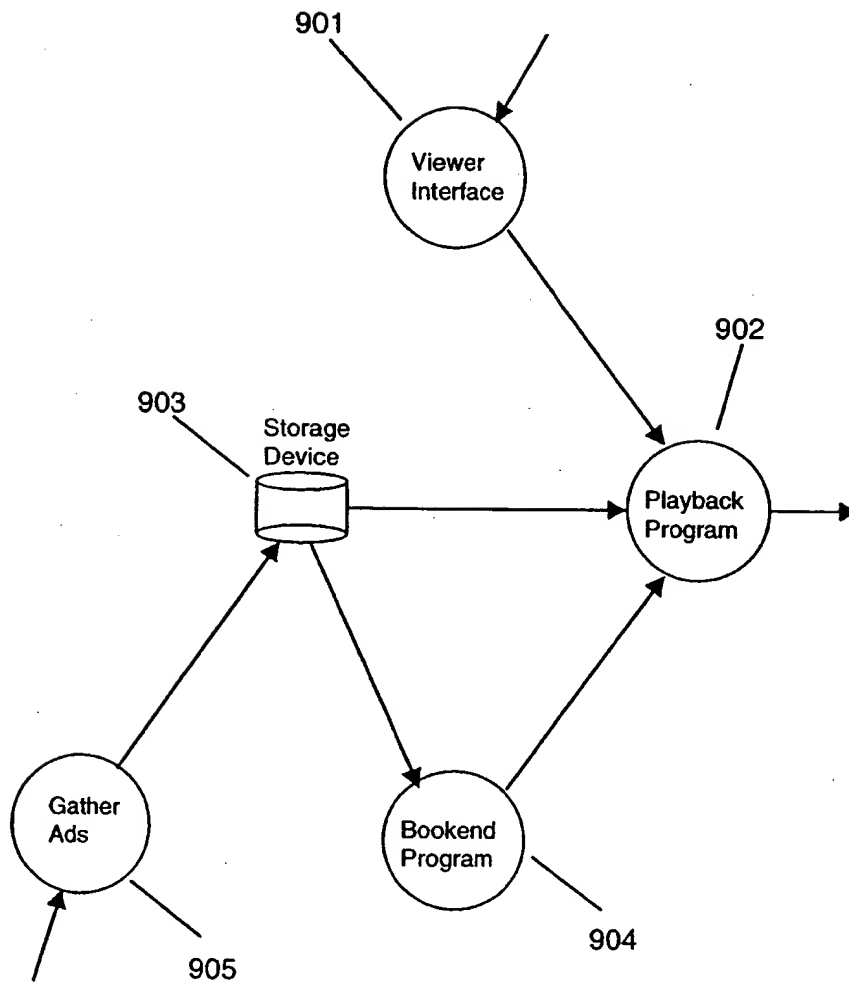 901
Viewer
Interface
902
903
Storage
Device
Playback
Program
Gather
Ads
Bookend
Program
904
905